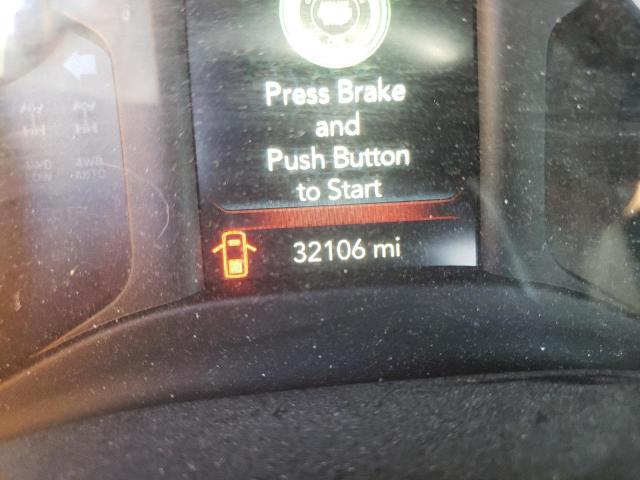 Press Brake
and
Push Button
to Start
32106 mi
4WD 4WD
LOW AUTO